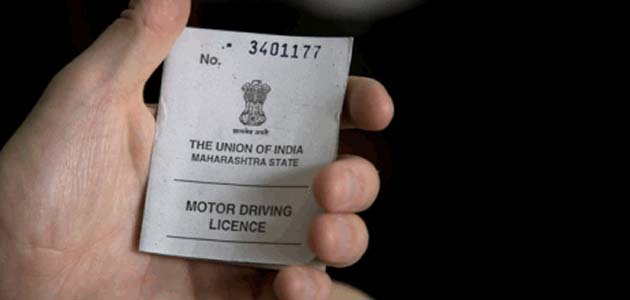 No. 3401177
सत्यमेव जयते
THE UNION OF INDIA
MAHARASHTRA STATE
MOTOR DRIVING
LICENCE